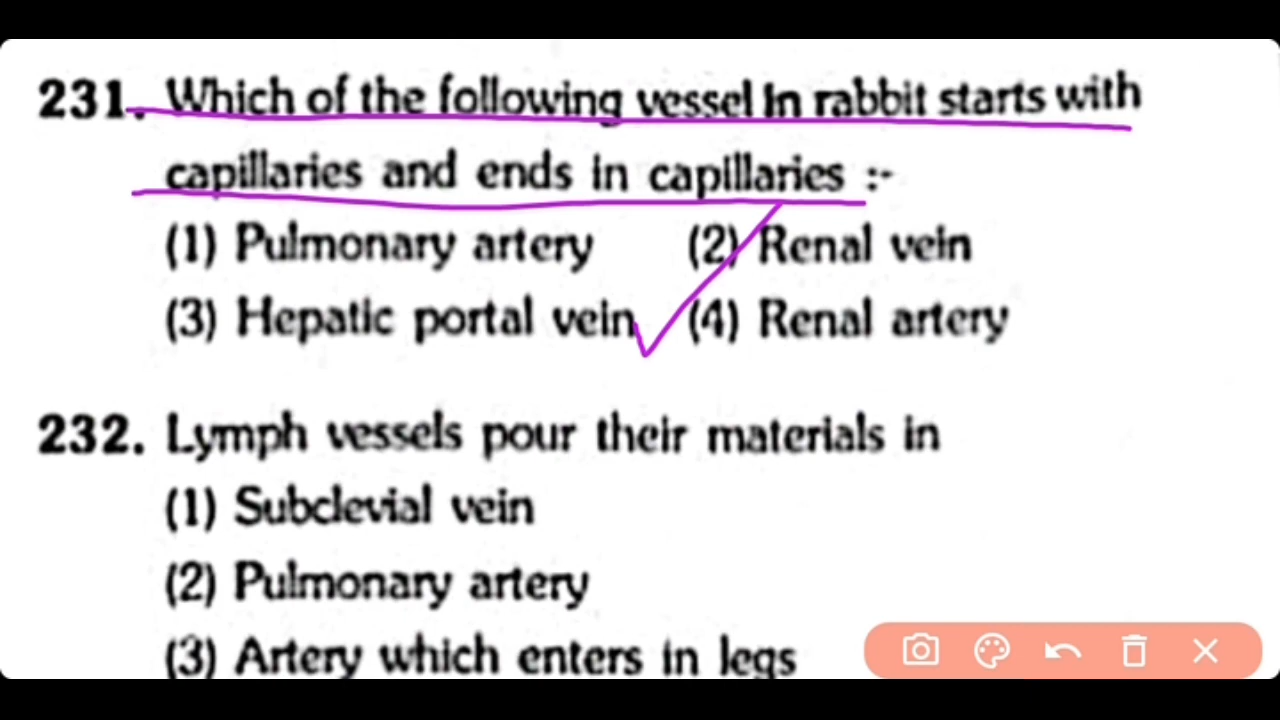 231. Which of the following vessel in rabbit starts with
capillaries and ends in capillaries :-
(1) Pulmonary artery (2) Renal vein
(3) Hepatic portal vein (4) Renal artery
232. Lymph vessels pour their materials in
(1) Subclevial vein
(2) Pulmonary artery
(3) Artery which enters in legs